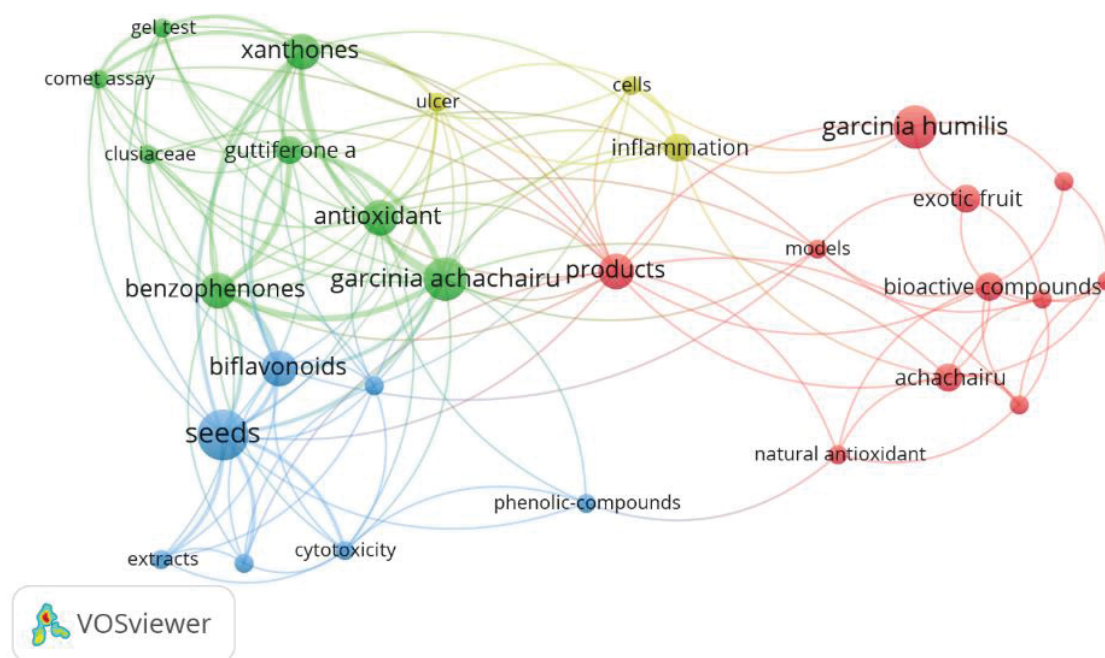 gel test
xanthones
comet assay
cells
ulcer
garcinia humilis
clusiaceae
guttiferone a
inflammation
exotic fruit
antioxidant
models
garcinia achachairu
products
benzophenones
bioactive compounds
biflavonoids
achachairu
seeds
natural antioxidant
phenolic-compounds
extracts
cytotoxicity
VOSviewer